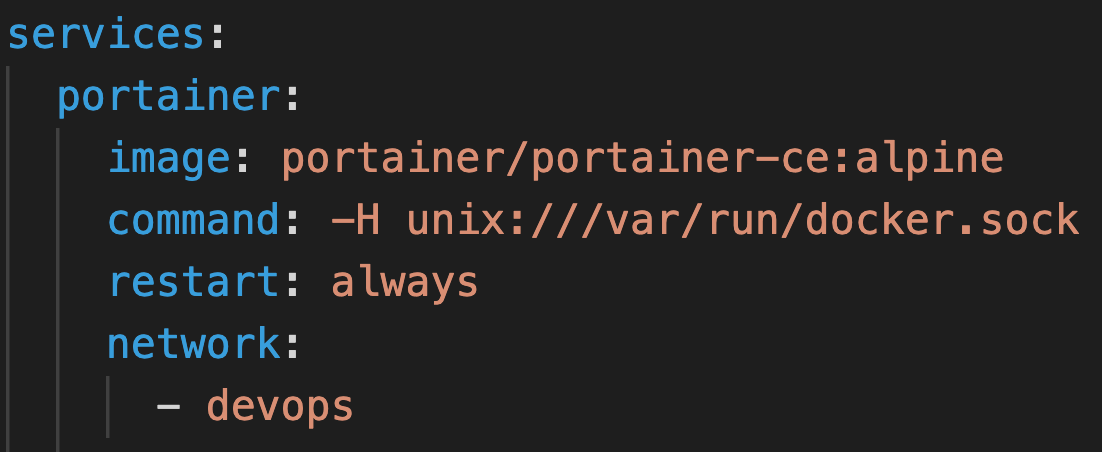 services:
  portainer:
    image: portainer/portainer-ce:alpine
    command: -H unix:///var/run/docker.sock
    restart: always
    network:
      - devops